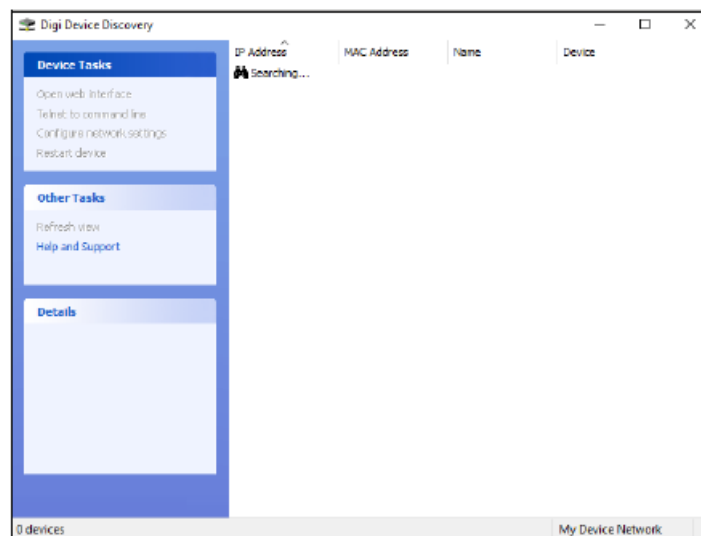 Digi Device Discovery
Device Tasks
Open web interface
Telnet to command line
Configure network settings
Restart device
Other Tasks
Refresh view
Help and Support
Details
IP Address MAC Address Name Device
Searching...
0 devices
My Device Network